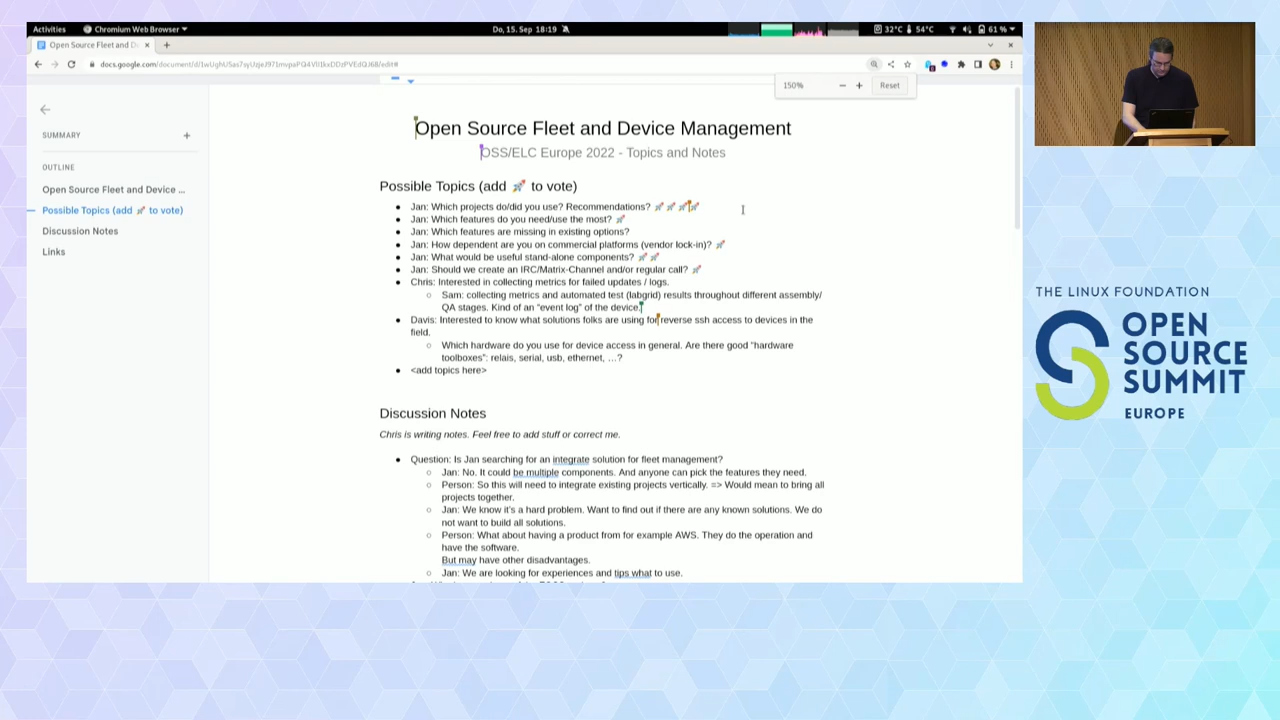 Activities
Chromium Web Browser
Do, 15. Sep 18:19
32°C
54°C
61 %
Open Source Fleet and D
150%
Reset
SUMMARY
OUTLINE
Open Source Fleet and Device ...
Possible Topics (add 🚀 to vote)
Discussion Notes
Links
Open Source Fleet and Device Management
OSS/ELC Europe 2022 - Topics and Notes
Possible Topics (add 🚀 to vote)
Jan: Which projects do/did you use? Recommendations? 🚀 🚀 🚀 🚀
Jan: Which features do you need/use the most? 🚀
Jan: Which features are missing in existing options?
Jan: How dependent are you on commercial platforms (vendor lock-in)? 🚀
Jan: What would be useful stand-alone components? 🚀 🚀
Jan: Should we create an IRC/Matrix-Channel and/or regular call? 🚀
Chris: Interested in collecting metrics for failed updates / logs.
Sam: collecting metrics and automated test (labgrid) results throughout different assembly/
QA stages. Kind of an "event log" of the device.
Davis: Interested to know what solutions folks are using for reverse ssh access to devices in the
field.
Which hardware do you use for device access in general. Are there good "hardware
toolboxes": relais, serial, usb, ethernet, …?
<add topics here>
Discussion Notes
Chris is writing notes. Feel free to add stuff or correct me.
Question: Is Jan searching for an integrate solution for fleet management?
Jan: No. It could be multiple components. And anyone can pick the features they need.
Person: So this will need to integrate existing projects vertically. => Would mean to bring all
projects together.
Jan: We know it's a hard problem. Want to find out if there are any known solutions. We do
not want to build all solutions.
Person: What about having a product from for example AWS. They do the operation and
have the software.
But may have other disadvantages.
Jan: We are looking for experiences and tips what to use.
THE LINUX FOUNDATION
OPEN
SOURCE
SUMMIT
EUROPE